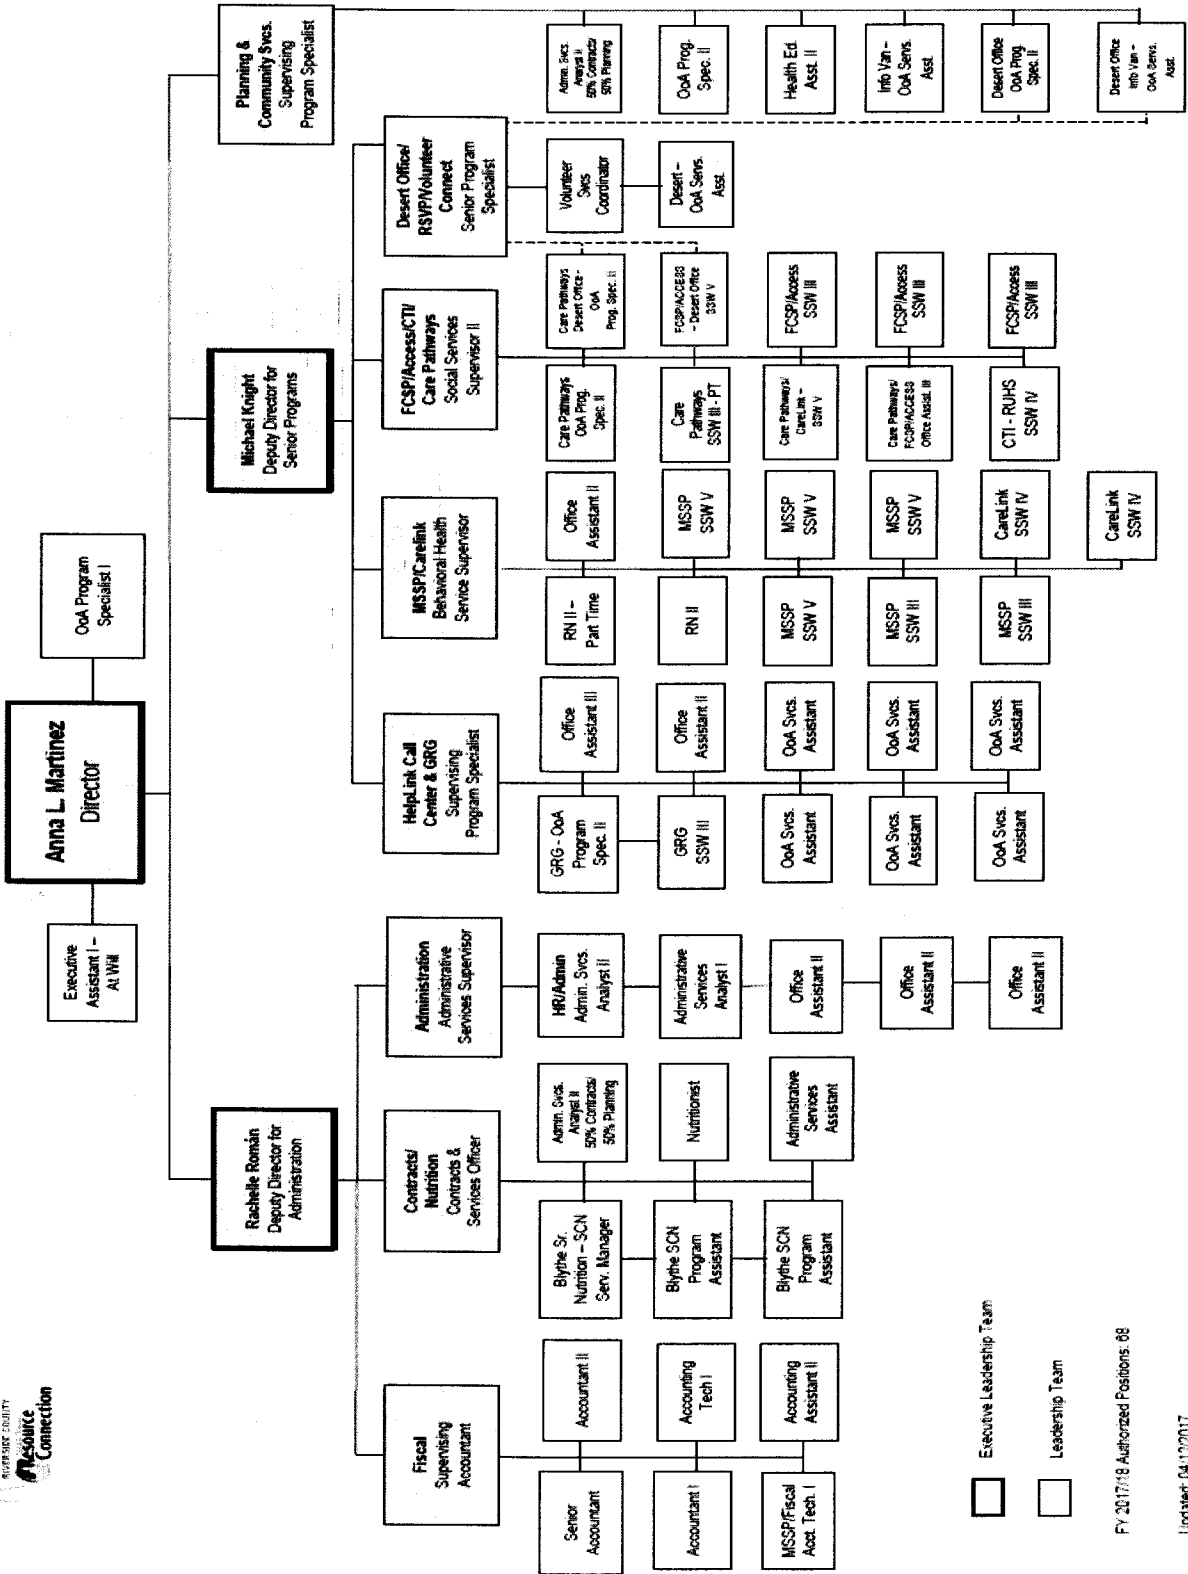 RIVERSIDE COUNTY
Resource
Connection
Anna L. Martinez
Director
Executive
Assistant I –
At Will
OoA Program
Specialist I
Rachelle Román
Deputy Director for
Administration
Michael Knight
Deputy Director for
Senior Programs
Planning &
Community Svcs.
Supervising
Program Specialist
Fiscal
Supervising
Accountant
Senior
Accountant
Accountant II
Accountant I
Accounting
Tech I
MSSP/Fiscal
Acct. Tech. I
Accounting
Assistant II
Contracts/
Nutrition
Contracts &
Services Officer
Blythe Sr.
Nutrition – SCN
Serv. Manager
Admin. Svcs.
Analyst II
50% Contracts/
50% Planning
Blythe SCN
Program
Assistant
Nutritionist
Blythe SCN
Program
Assistant
Administrative
Services
Assistant
Administration
Administrative
Services Supervisor
HR/Admin
Admin. Svcs.
Analyst II
Administrative
Services
Analyst I
Office
Assistant II
Office
Assistant II
Office
Assistant II
HelpLink Call
Center & GRG
Supervising
Program Specialist
GRG - OoA
Program
Spec. II
Office
Assistant III
GRG
SSW III
Office
Assistant II
OoA Svcs.
Assistant
OoA Svcs.
Assistant
OoA Svcs.
Assistant
OoA Svcs.
Assistant
OoA Svcs.
Assistant
OoA Svcs.
Assistant
MSSP/Carelink
Behavioral Health
Service Supervisor
RN II –
Part Time
Office
Assistant II
RN II
MSSP
SSW V
MSSP
SSW V
MSSP
SSW V
MSSP
SSW III
MSSP
SSW V
MSSP
SSW III
CareLink
SSW IV
CareLink
SSW IV
FCSP/Access/CTI/
Care Pathways
Social Services
Supervisor II
Care Pathways
OoA Prog.
Spec. II
Care Pathways
Desert Office -
OoA
Prog. Spec. II
Care
Pathways
SSW III - PT
FCSP/ACCESS
– Desert Office
SSW V
Care Pathways/
CareLink –
SSW V
FCSP/Access
SSW III
Care Pathways/
FCSP/ACCESS
Office Assist. III
FCSP/Access
SSW III
CTI - RUHS
SSW IV
FCSP/Access
SSW III
Desert Office/
RSVP/Volunteer
Connect
Senior Program
Specialist
Volunteer
Svcs
Coordinator
Desert –
OoA Servs.
Asst.
Admin. Svcs.
Analyst II
50% Contracts/
50% Planning
OoA Prog.
Spec. II
Health Ed.
Asst. II
Info Van –
OoA Servs.
Asst.
Desert Office
OoA Prog.
Spec. II
Desert Office
Info Van –
OoA Servs.
Asst.
Executive Leadership Team
Leadership Team
FY 2017/18 Authorized Positions: 68
Updated: 04/12/2017